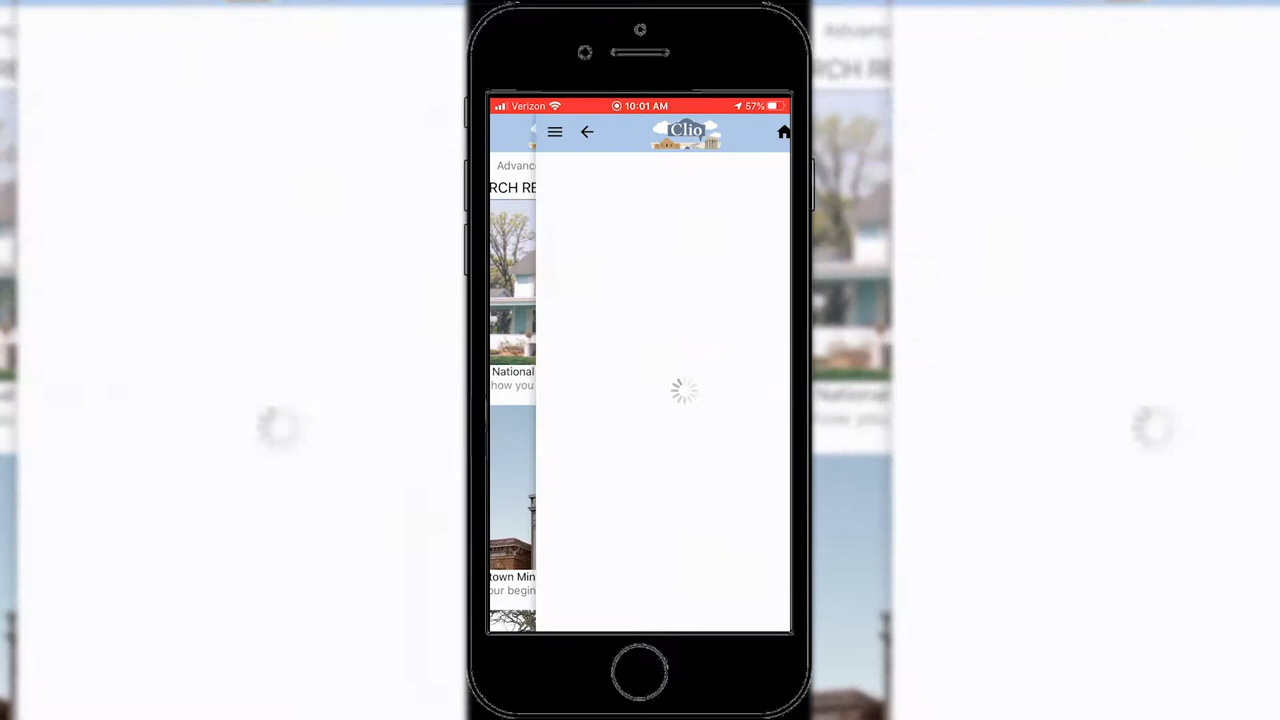 Verizon 10:01 AM 57%
Clio
Advanc
RCH RE
National
how you
town Min
our begin